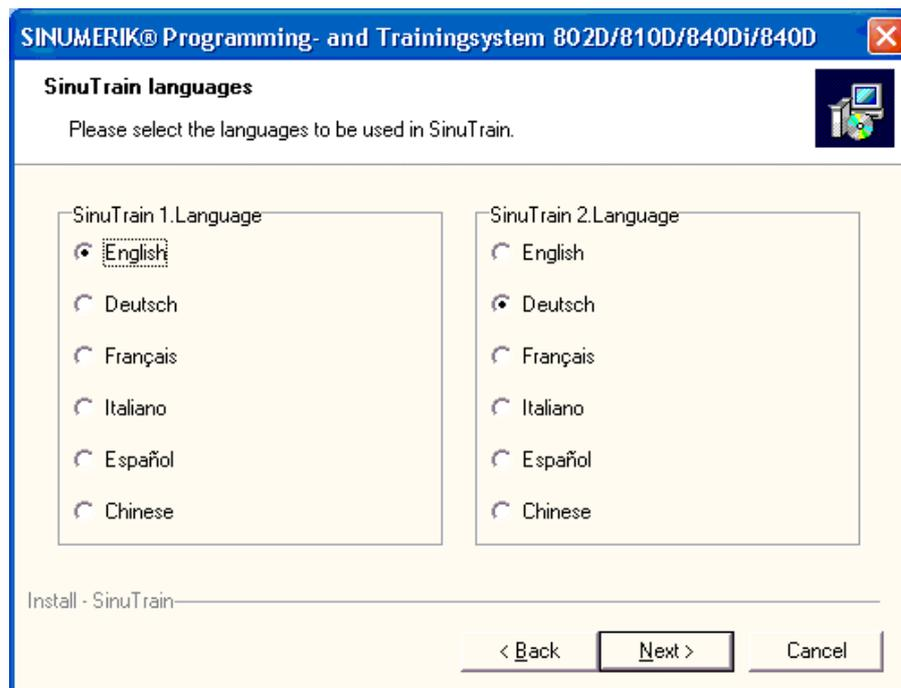 SINUMERIK® Programming- and Trainingsystem 802D/810D/840Di/840D
SinuTrain languages
Please select the languages to be used in SinuTrain.
SinuTrain 1.Language
English
Deutsch
Français
Italiano
Español
Chinese
SinuTrain 2.Language
English
Deutsch
Français
Italiano
Español
Chinese
Install - SinuTrain
< Back
Next >
Cancel